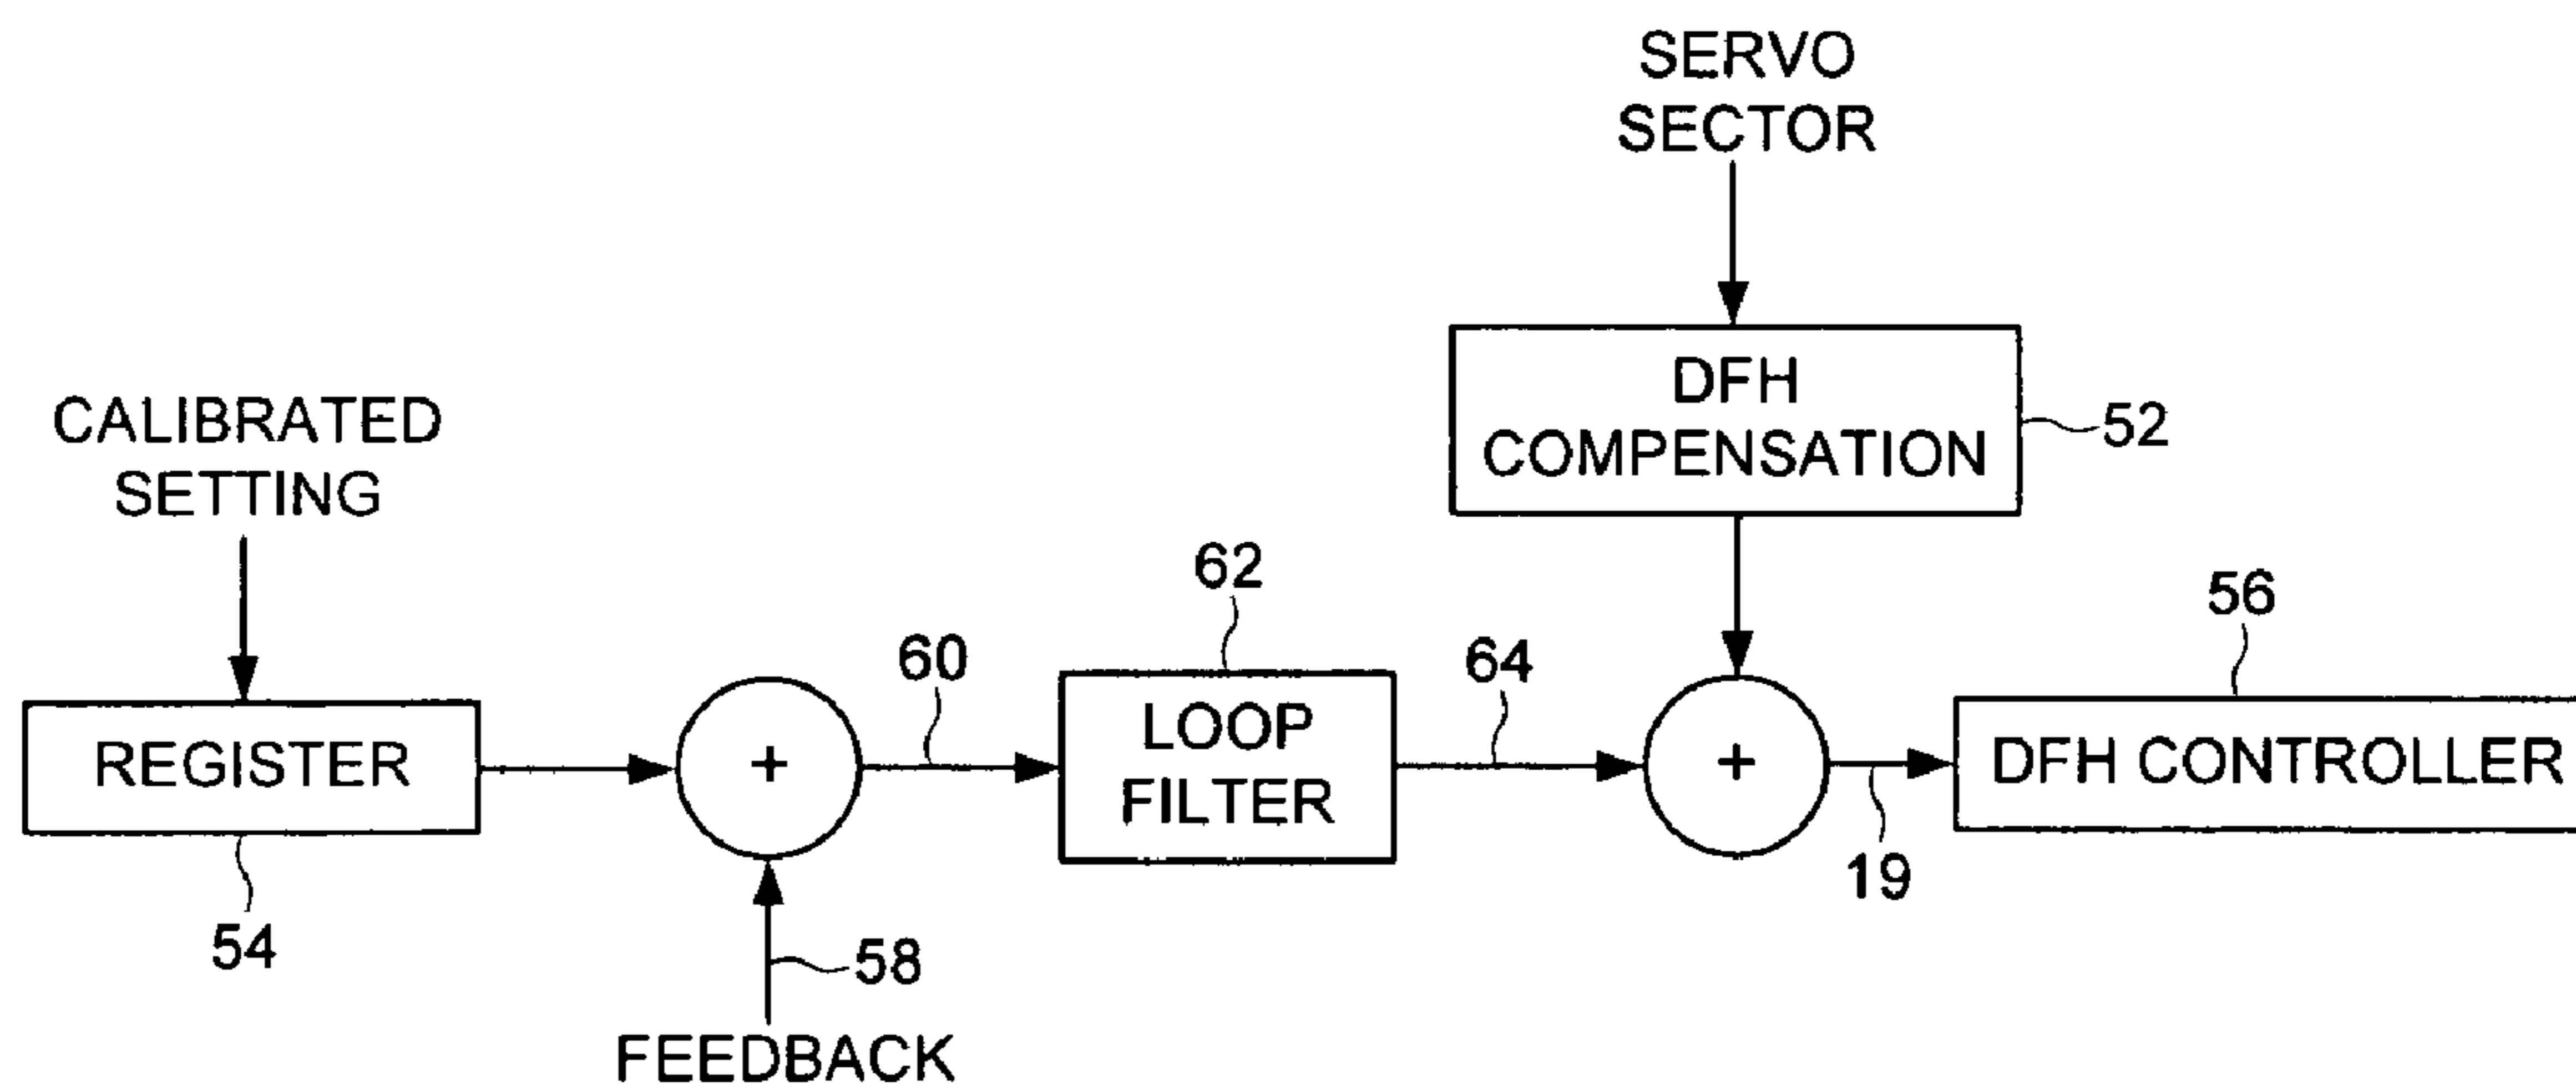 SERVO
SECTOR
DFH
COMPENSATION
52
CALIBRATED
SETTING
62
56
60
64
REGISTER
+
LOOP
FILTER
+
DFH CONTROLLER
19
54
58
FEEDBACK